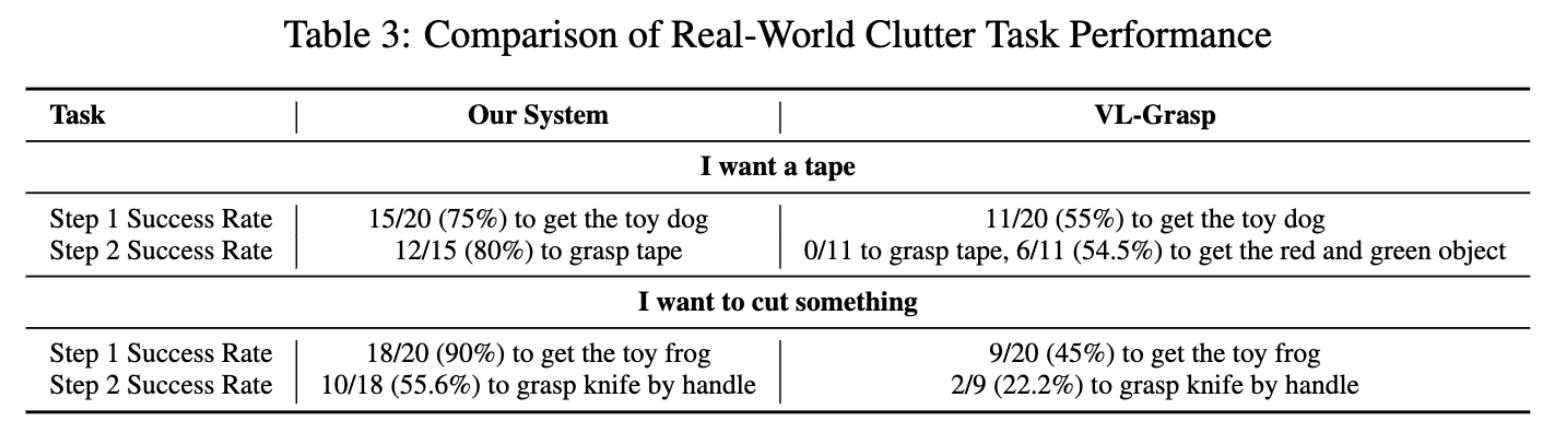 Table 3: Comparison of Real-World Clutter Task Performance
Task Our System VL-Grasp
I want a tape
Step 1 Success Rate 15/20 (75%) to get the toy dog 11/20 (55%) to get the toy dog
Step 2 Success Rate 12/15 (80%) to grasp tape 0/11 to grasp tape, 6/11 (54.5%) to get the red and green object
I want to cut something
Step 1 Success Rate 18/20 (90%) to get the toy frog 9/20 (45%) to get the toy frog
Step 2 Success Rate 10/18 (55.6%) to grasp knife by handle 2/9 (22.2%) to grasp knife by handle